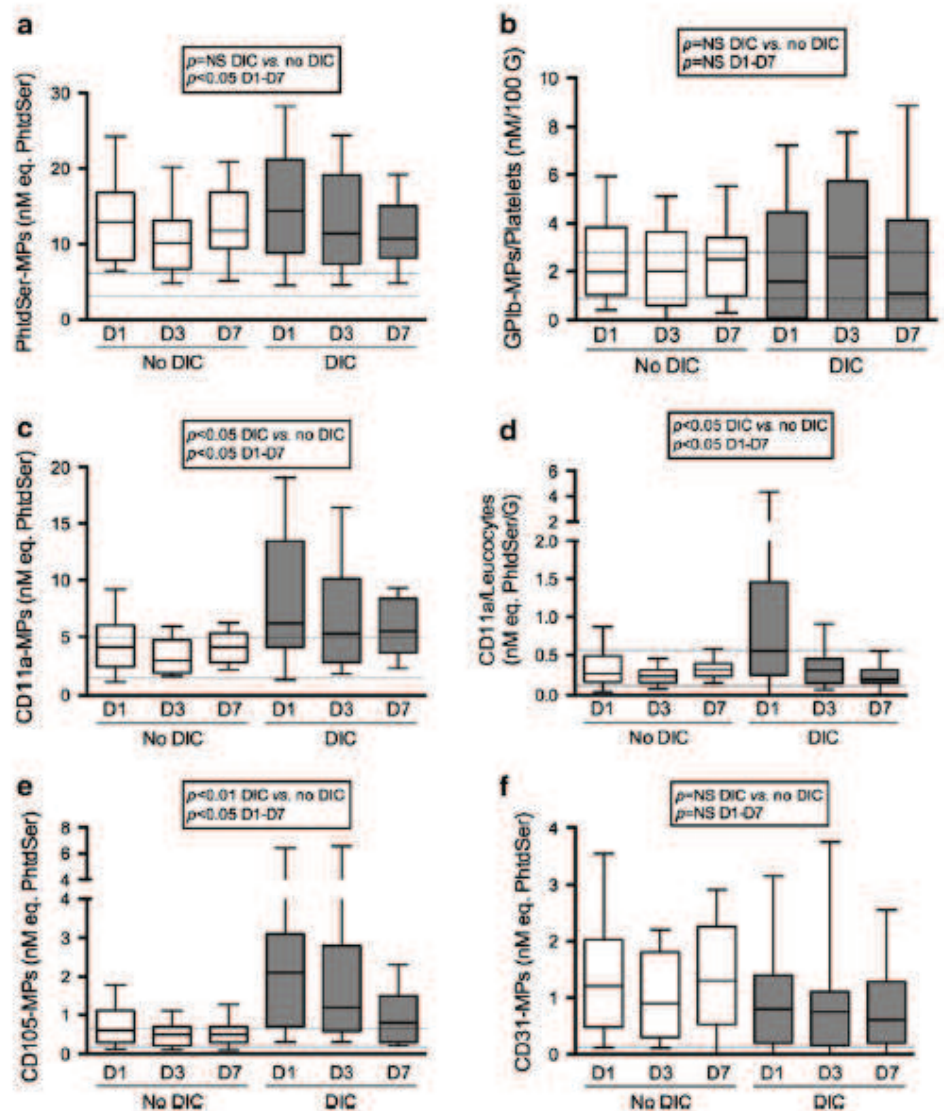 a
p=NS DIC vs. no DIC
p<0.05 D1-D7
PhtdSer-MPs (nM eq. PhtdSer)
30
20
15
10
0
D1 D3 D7 D1 D3 D7
No DIC DIC
b
p=NS DIC vs. no DIC
p=NS D1-D7
GPIb-MPs/Platelets (nM/100 G)
10
8
6
4
2
0
D1 D3 D7 D1 D3 D7
No DIC DIC
c
p<0.05 DIC vs. no DIC
p<0.05 D1-D7
CD11a-MPs (nM eq. PhtdSer)
20
15
10
5
0
D1 D3 D7 D1 D3 D7
No DIC DIC
d
p<0.05 DIC vs. no DIC
p<0.05 D1-D7
CD11a/Leucocytes
(nM eq. PhtdSer/G)
6
4
2
2.0
1.5
1.0
0.5
0.0
D1 D3 D7 D1 D3 D7
No DIC DIC
e
p<0.01 DIC vs. no DIC
p<0.05 D1-D7
CD105-MPs (nM eq. PhtdSer)
8
6
4
4
3
2
1
0
D1 D3 D7 D1 D3 D7
No DIC DIC
f
p=NS DIC vs. no DIC
p=NS D1-D7
CD31-MPs (nM eq. PhtdSer)
4
3
2
1
0
D1 D3 D7 D1 D3 D7
No DIC DIC